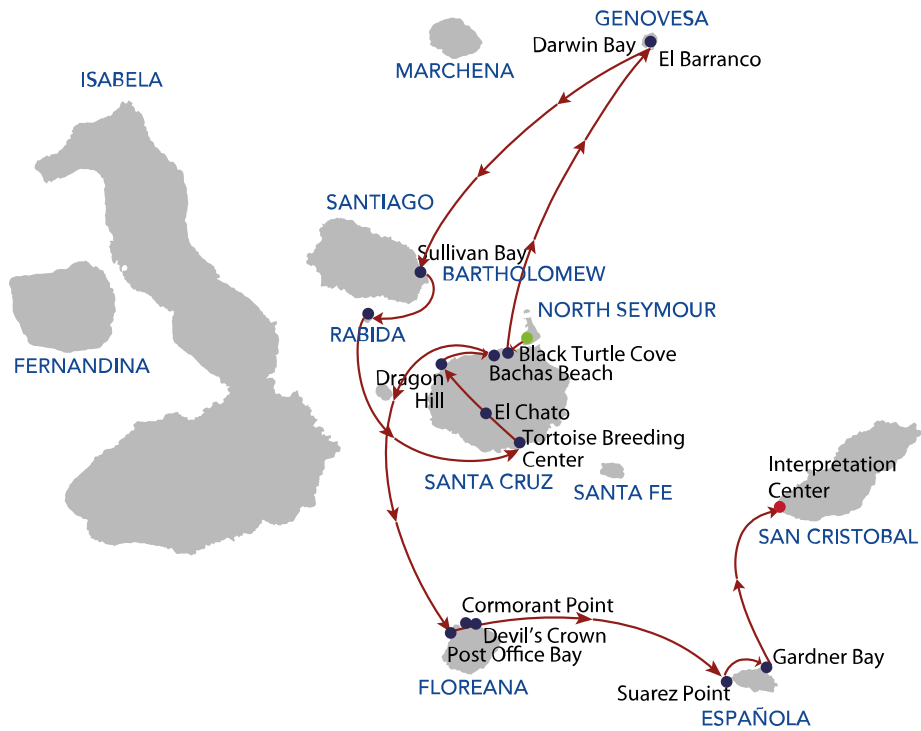 GENOVESA
Darwin Bay
El Barranco
MARCHENA
ISABELA
SANTIAGO
Sullivan Bay
BARTHOLOMEW
NORTH SEYMOUR
RABIDA
FERNANDINA
Black Turtle Cove
Bachas Beach
Dragon
Hill
El Chato
Tortoise Breeding
Center
SANTA CRUZ
SANTA FE
Interpretation
Center
SAN CRISTOBAL
Cormorant Point
Devil's Crown
Post Office Bay
FLOREANA
Gardner Bay
Suarez Point
ESPAÑOLA